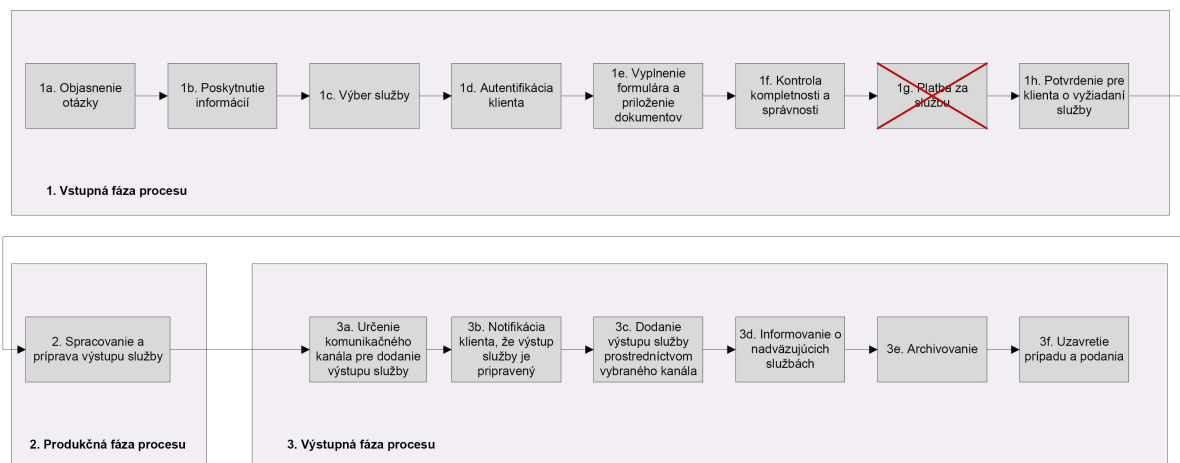 1a. Objasnenie
otázky
1b. Poskytnutie
informácií
1c. Výber služby
1d. Autentifikácia
klienta
1e. Vyplnenie
formulára a
priloženie
dokumentov
1f. Kontrola
kompletnosti a
správnosti
1g. Platba za
službu
1h. Potvrdenie pre
klienta o vyžiadaní
služby
1. Vstupná fáza procesu
2. Spracovanie a
príprava výstupu služby
2. Produkčná fáza procesu
3a. Určenie
komunikačného
kanála pre dodanie
výstupu služby
3b. Notifikácia
klienta, že výstup
služby je
pripravený
3c. Dodanie
výstupu služby
prostredníctvom
vybraného kanála
3d. Informovanie o
nadväzujúcich
službách
3e. Archivovanie
3f. Uzavretie
prípadu a podania
3. Výstupná fáza procesu